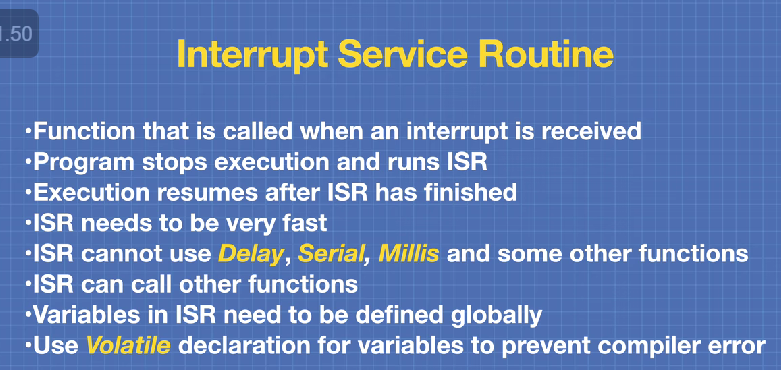 1.50
Interrupt Service Routine
•Function that is called when an interrupt is received
•Program stops execution and runs ISR
•Execution resumes after ISR has finished
•ISR needs to be very fast
•ISR cannot use Delay, Serial, Millis and some other functions
•ISR can call other functions
•Variables in ISR need to be defined globally
•Use Volatile declaration for variables to prevent compiler error